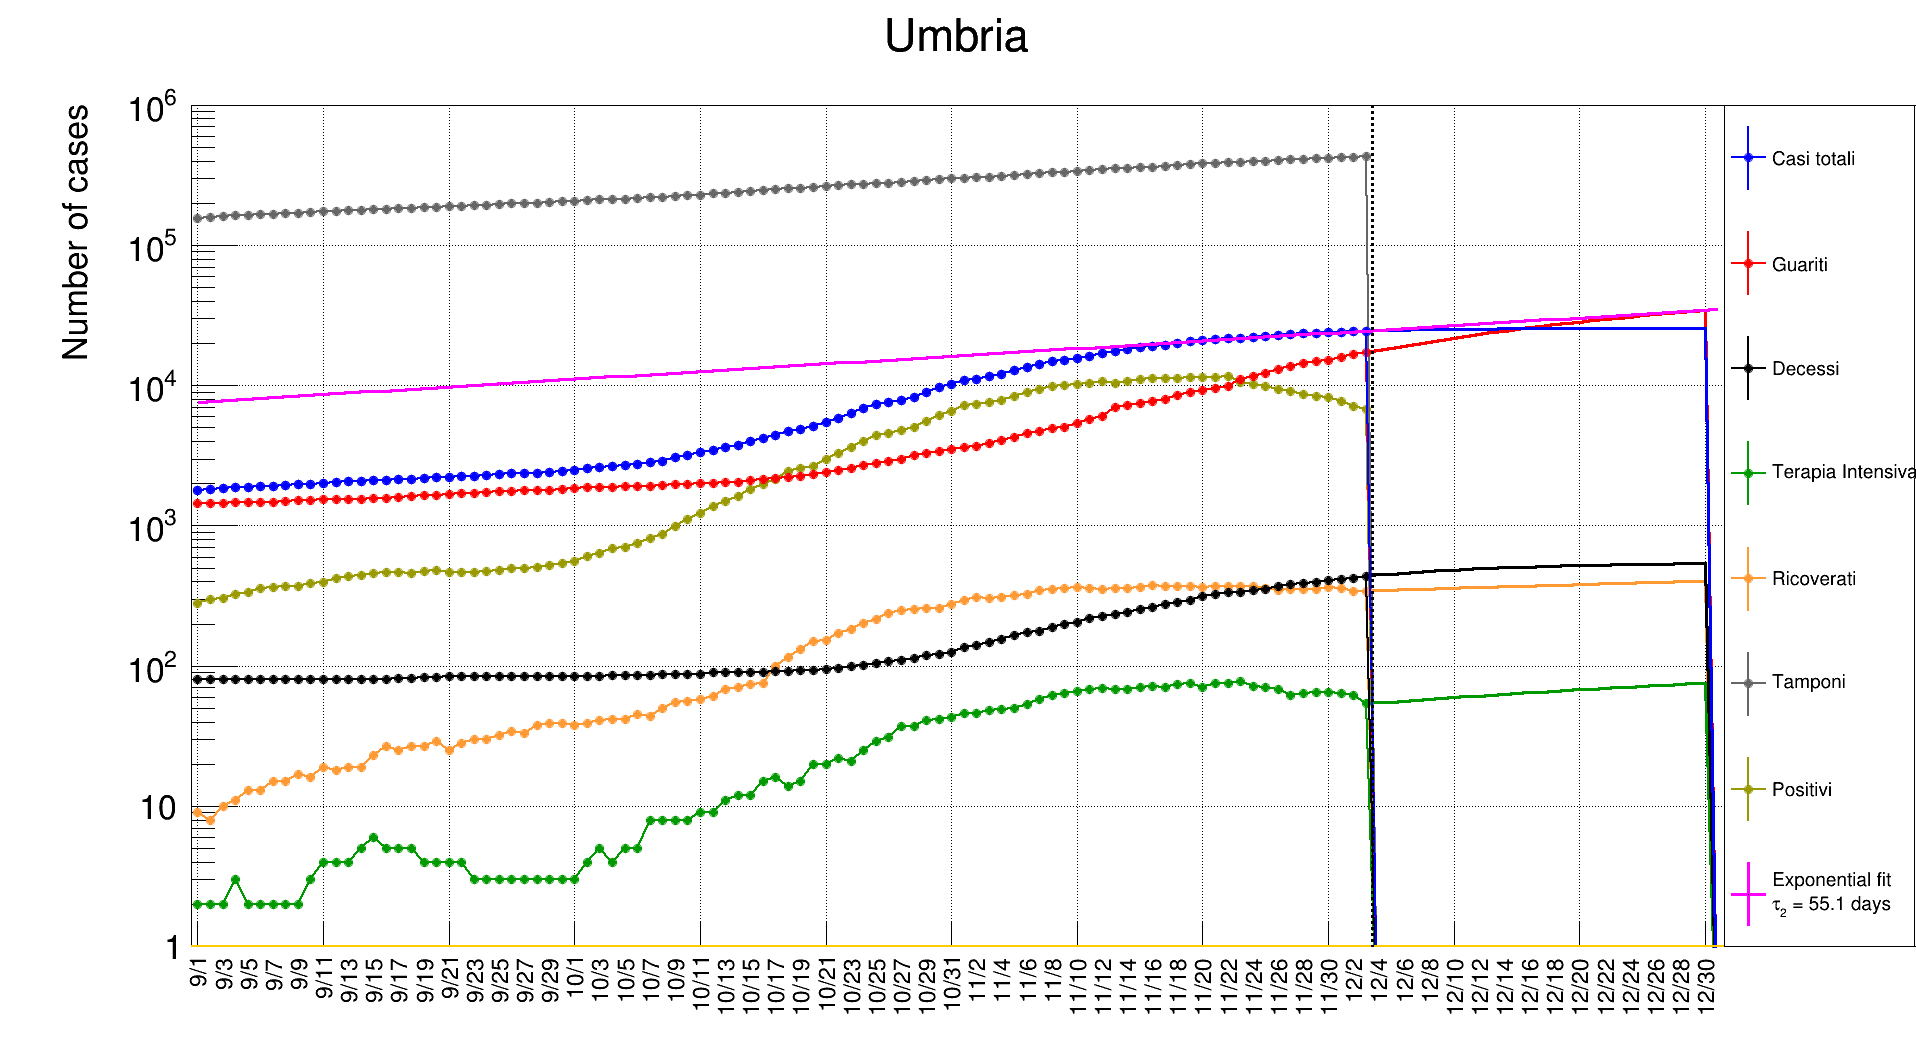 Umbria
Number of cases
10^6
10^5
10^4
10^3
10^2
10
1
9/1 9/3 9/5 9/7 9/9 9/11 9/13 9/15 9/17 9/19 9/21 9/23 9/25 9/27 9/29 10/1 10/3 10/5 10/7 10/9 10/11 10/13 10/15 10/17 10/19 10/21 10/23 10/25 10/27 10/29 10/31 11/2 11/4 11/6 11/8 11/10 11/12 11/14 11/16 11/18 11/20 11/22 11/24 11/26 11/28 11/30 12/2 12/4 12/6 12/8 12/10 12/12 12/14 12/16 12/18 12/20 12/22 12/24 12/26 12/28 12/30
Casi totali
Guariti
Decessi
Terapia Intensiva
Ricoverati
Tamponi
Positivi
Exponential fit
τ₂ = 55.1 days